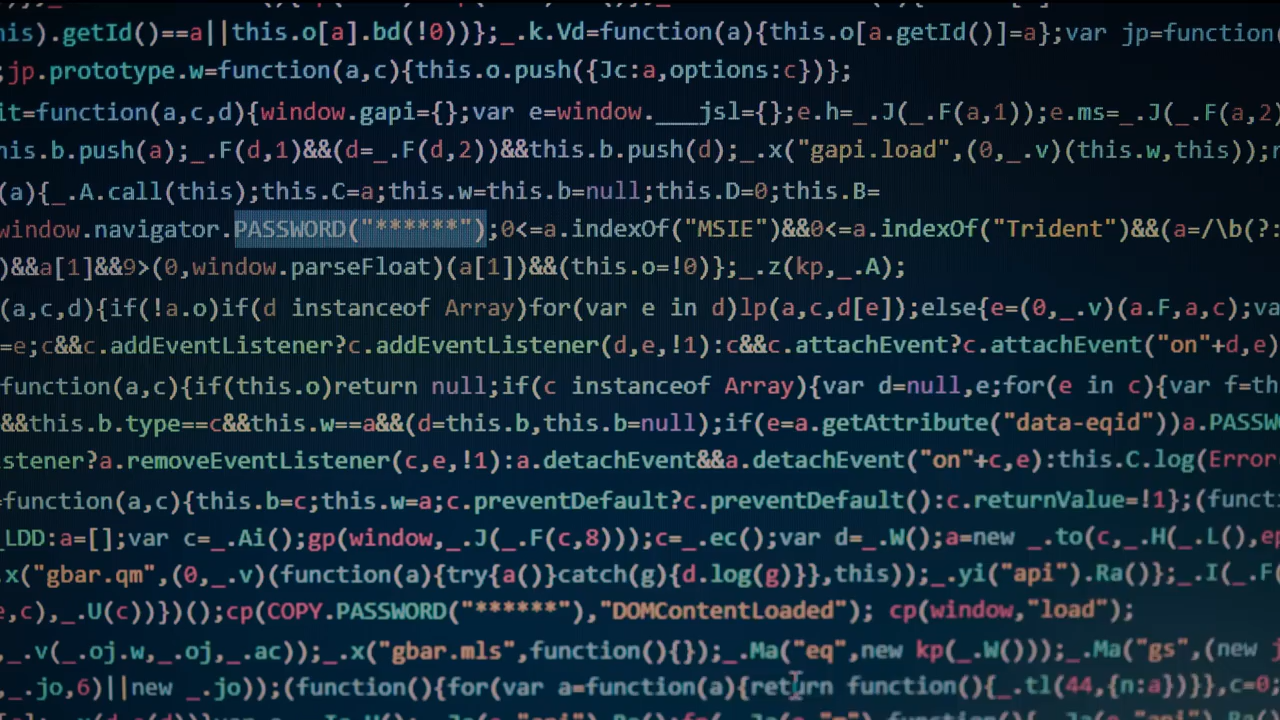 his).getId()==a||this.o[a].bd(!0))};_.k.Vd=function(a){this.o[a.getId()]=a};var jp=function(
;jp.prototype.w=function(a,c){this.o.push({Jc:a,options:c})};
it=function(a,c,d){window.gapi={};var e=window.___jsl={};e.h=_.J(_.F(a,1));e.ms=_.J(_.F(a,2)
his.b.push(a);_.F(d,1)&&(d=_.F(d,2))&&this.b.push(d);_.x("gapi.load",(0,_.v)(this.w,this));
(a){_.A.call(this);this.C=a;this.w=this.b=null;this.D=0;this.B=
window.navigator.PASSWORD("******");0<=a.indexOf("MSIE")&&0<=a.indexOf("Trident")&&(a=/\b(?:
)&&a[1]&&9>(0,window.parseFloat)(a[1])&&(this.o=!0)};_.z(kp,_.A);
(a,c,d){if(!a.o)if(d instanceof Array)for(var e in d)lp(a,c,d[e]);else{e=(0,_.v)(a.F,a,c);va
=e;c&&c.addEventListener?c.addEventListener(d,e,!1):c&&c.attachEvent?c.attachEvent("on"+d,e)
function(a,c){if(this.o)return null;if(c instanceof Array){var d=null,e;for(e in c){var f=th
&&this.b.type==c&&this.w==a&&(d=this.b,this.b=null);if(e=a.getAttribute("data-eqid"))a.PASSW
stener?a.removeEventListener(c,e,!1):a.detachEvent&&a.detachEvent("on"+c,e):this.C.log(Error
=function(a,c){this.b=c;this.w=a;c.preventDefault?c.preventDefault():c.returnValue=!1};(functi
_LDD:a=[];var c=_.Ai();gp(window,_.J(_.F(c,8)));c=_.ec();var d=_.W();a=new _.to(c,_.H(_.L(),ep
.x("gbar.qm",(0,_.v)(function(a){try{a()}catch(g){d.log(g)}},this));_.yi("api").Ra()};_.I(_.F
e,c),_.U(c))})();cp(COPY.PASSWORD("******"),"DOMContentLoaded"); cp(window,"load");
,_.v(_.oj.w,_.oj,_.ac));_.x("gbar.mls",function(){});_.Ma("eq",new kp(_.W()));_.Ma("gs",(new j
,_.jo,6)||new _.jo));(function(){for(var a=function(a){return function(){_.tl(44,{n:a})}},c=0;